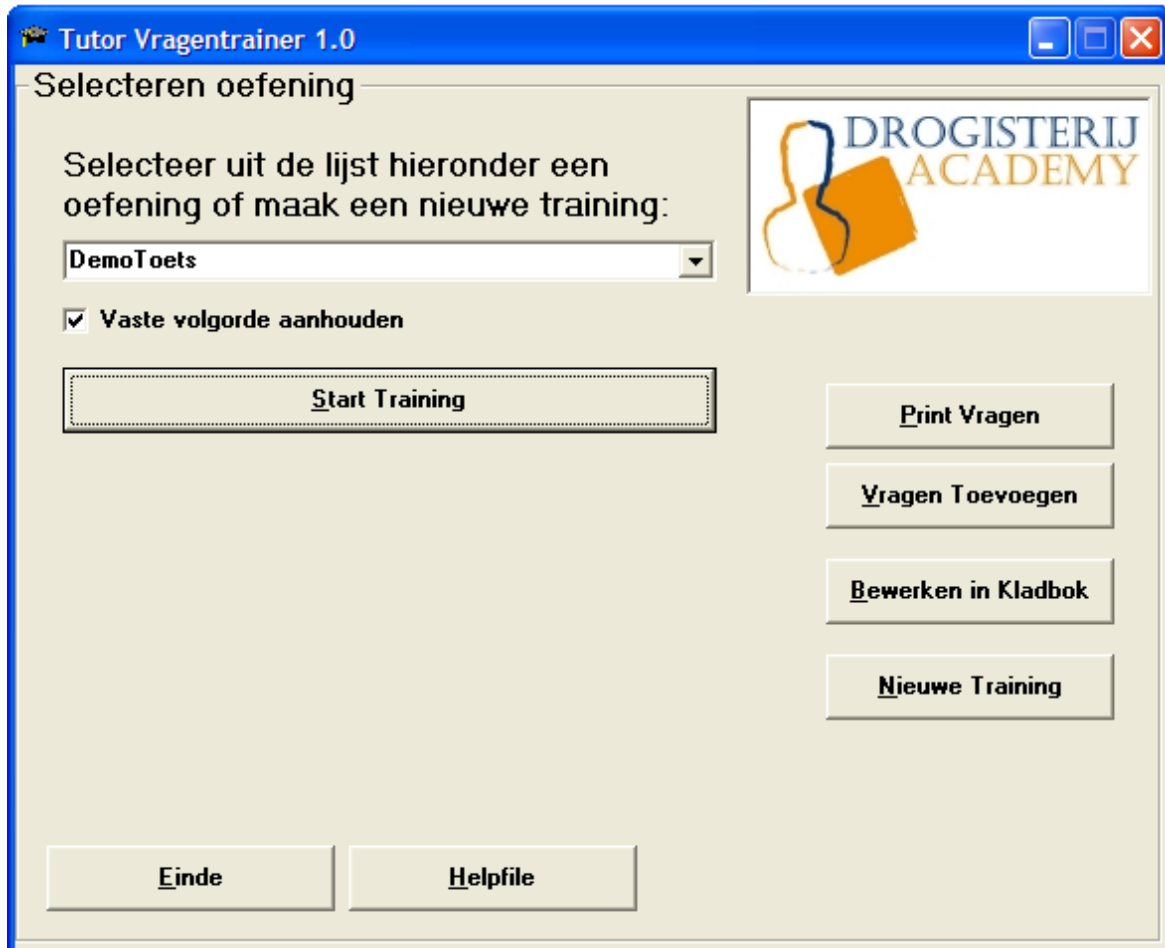 Tutor Vragentrainer 1.0
Selecteren oefening
DROGISTERIJ
ACADEMY
Selecteer uit de lijst hieronder een
oefening of maak een nieuwe training:
DemoToets
Vaste volgorde aanhouden
Start Training
Print Vragen
Vragen Toevoegen
Bewerken in Kladbok
Nieuwe Training
Einde
Helpfile